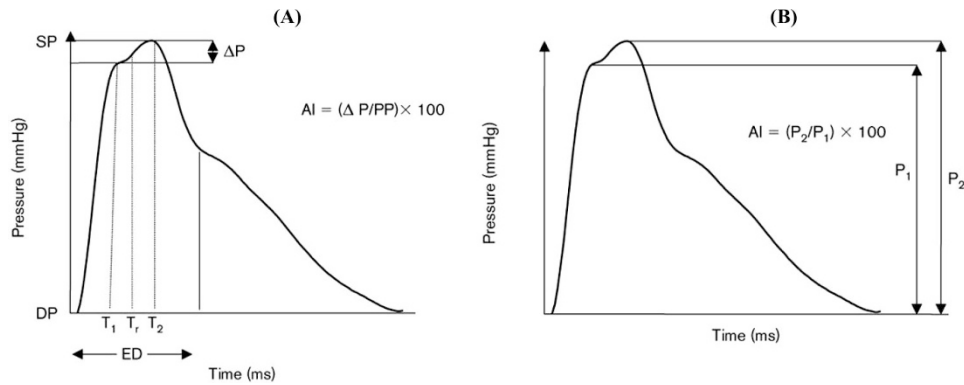 (A)
SP
ΔP
AI = (Δ P/PP)× 100
Pressure (mmHg)
DP
T1 Tr T2
ED
Time (ms)
(B)
AI = (P2/P1) × 100
P1
P2
Pressure (mmHg)
Time (ms)